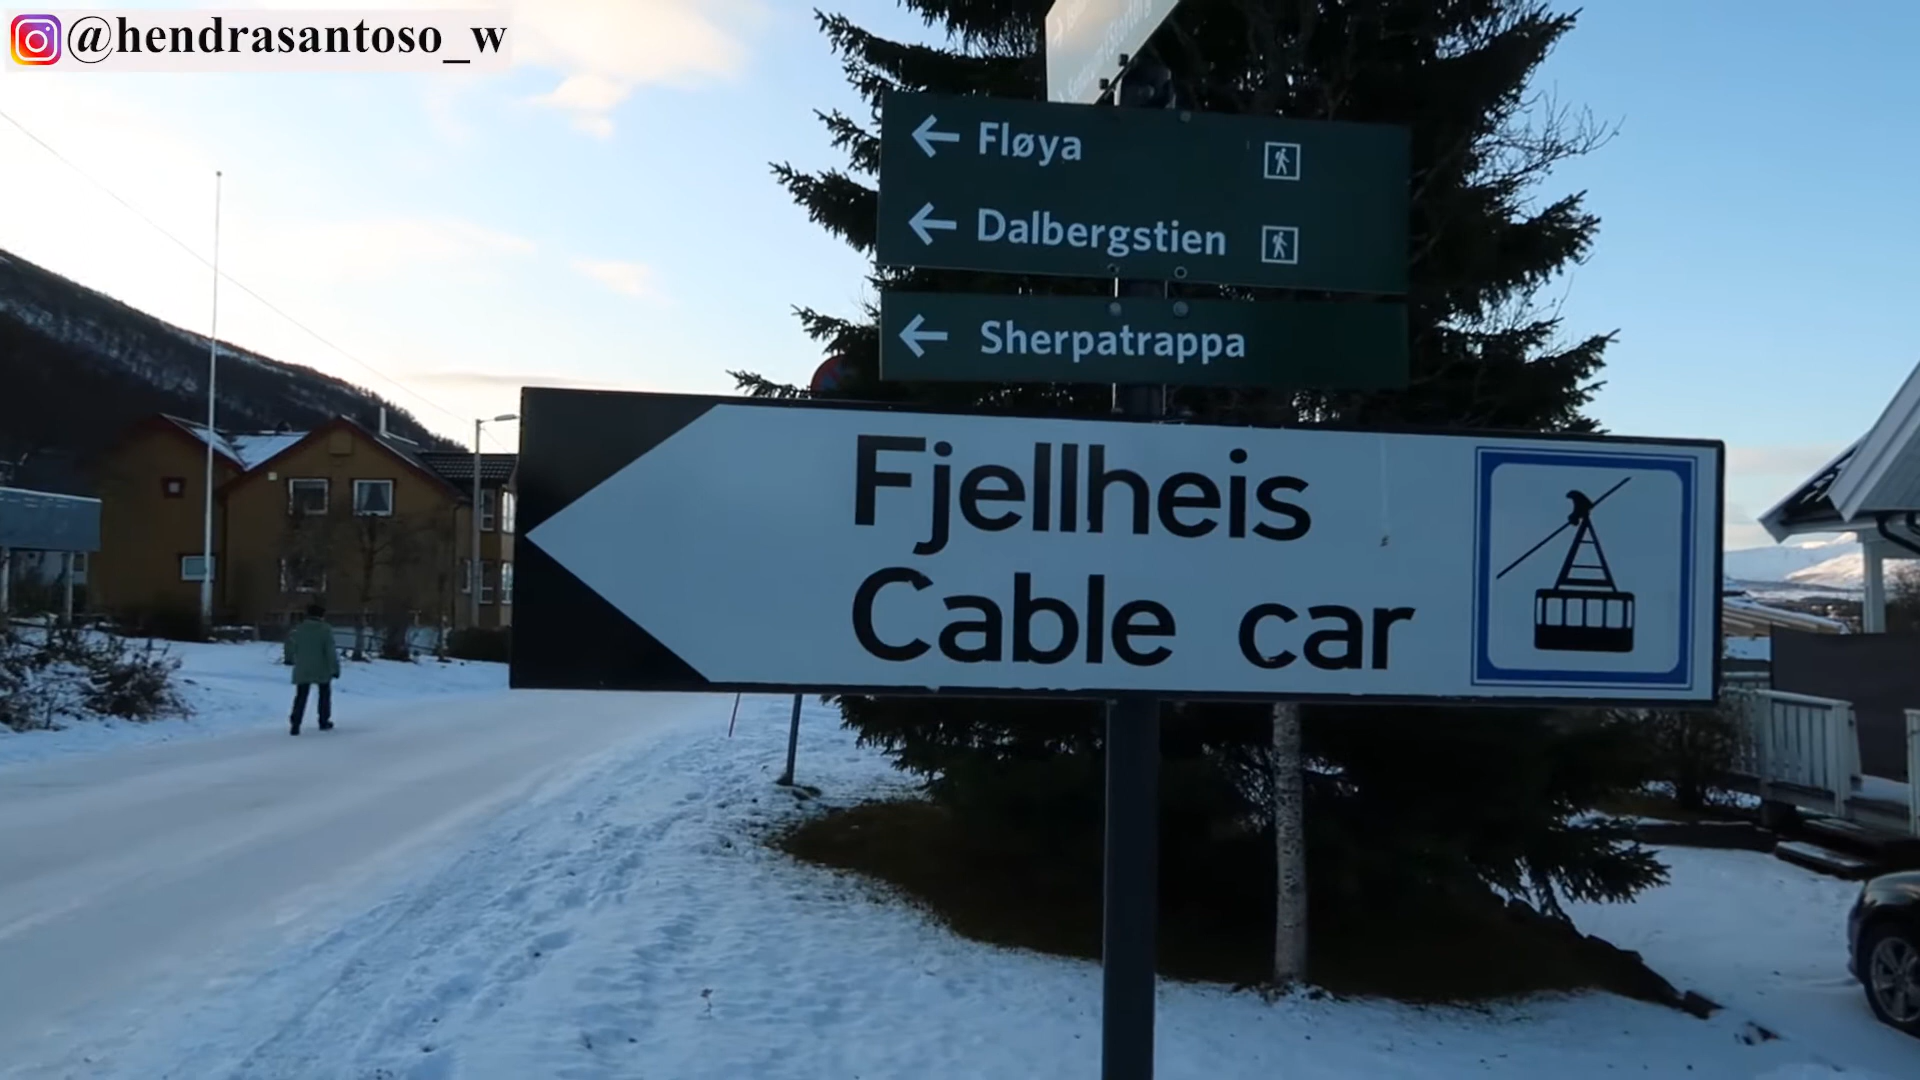 @hendrasantoso_w
Fløya
Dalbergstien
Sherpatrappa
Fjellheis
Cable car